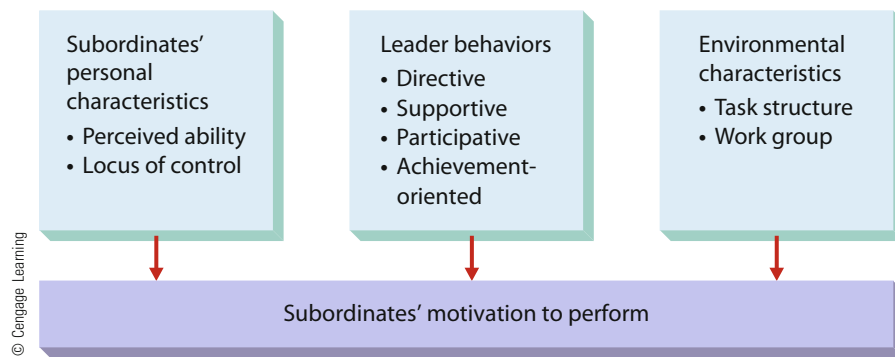 Subordinates'
personal
characteristics
• Perceived ability
• Locus of control
Leader behaviors
• Directive
• Supportive
• Participative
• Achievement-
oriented
Environmental
characteristics
• Task structure
• Work group
Subordinates' motivation to perform
© Cengage Learning